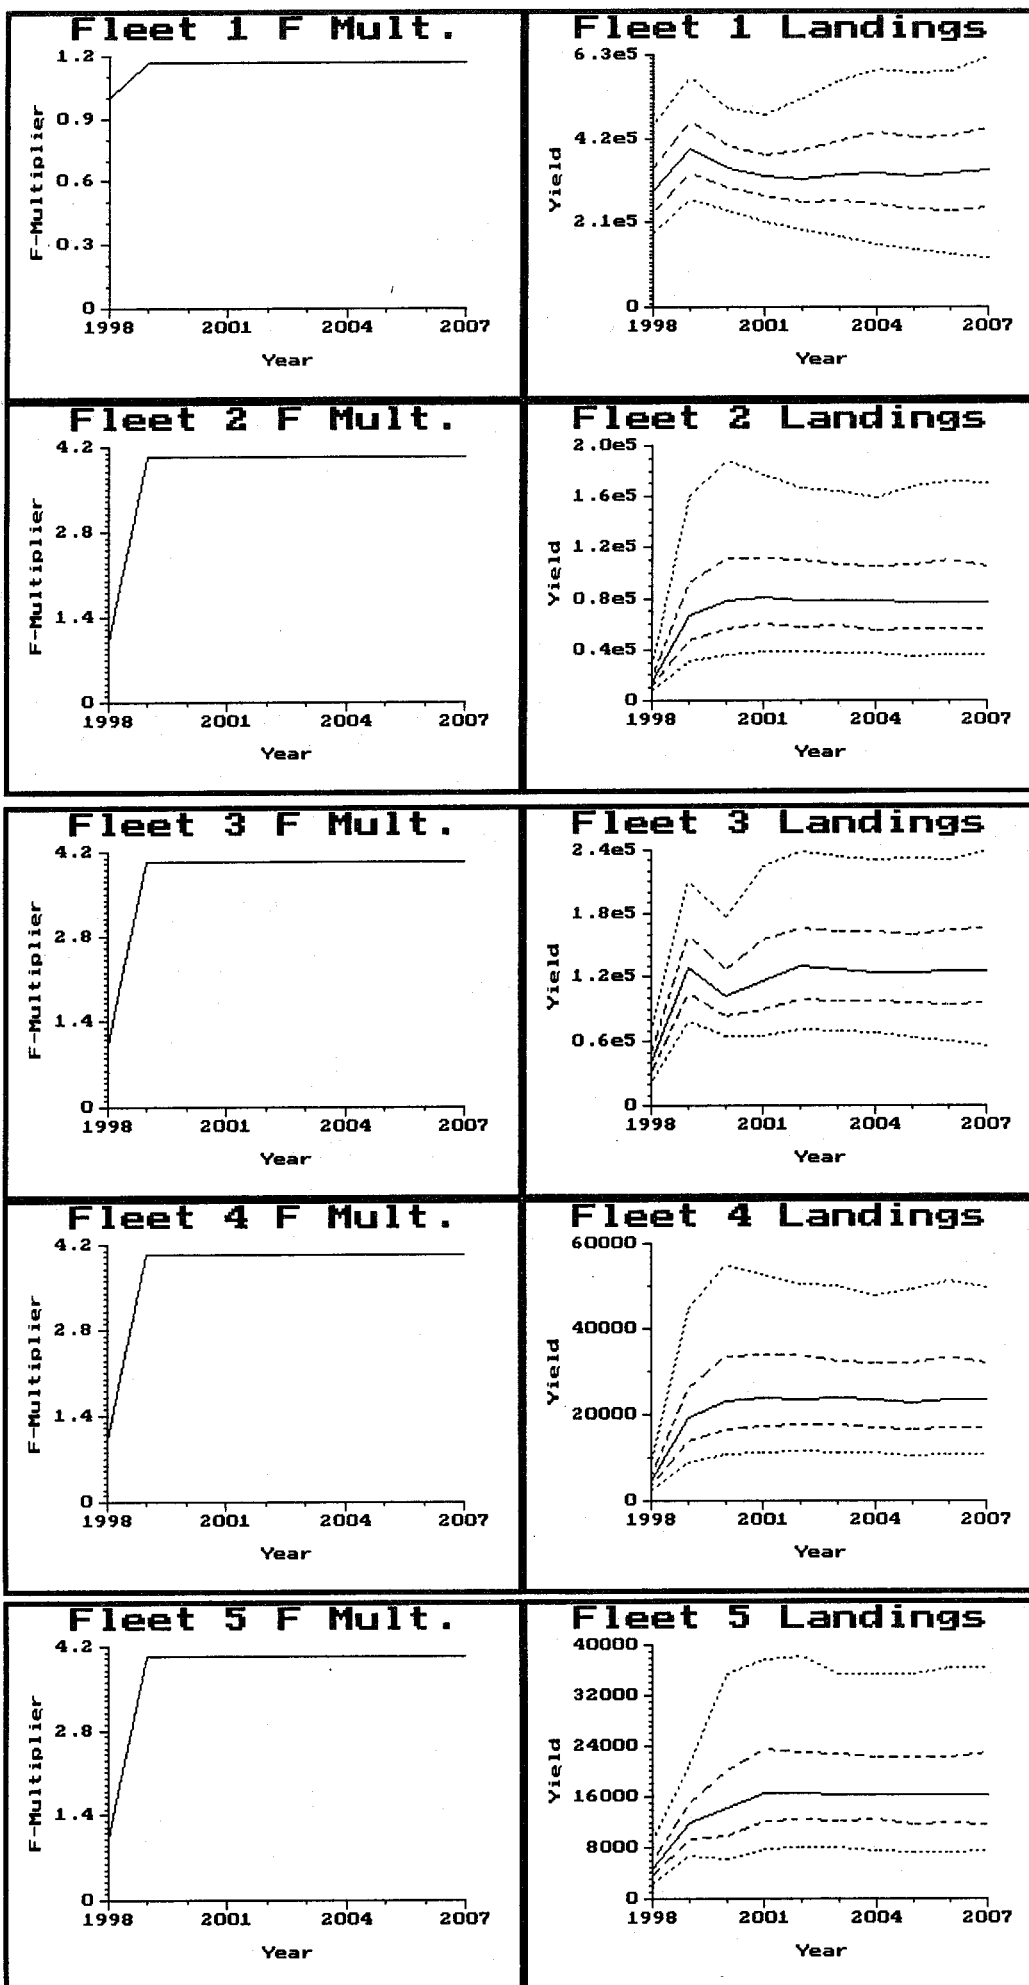 Fleet 1 F Mult.
1.2
0.9
0.6
0.3
0
F-Multiplier
1998 2001 2004 2007
Year
Fleet 1 Landings
6.3e5
4.2e5
2.1e5
0
Yield
1998 2001 2004 2007
Year
Fleet 2 F Mult.
4.2
2.8
1.4
0
F-Multiplier
1998 2001 2004 2007
Year
Fleet 2 Landings
2.0e5
1.6e5
1.2e5
0.8e5
0.4e5
0
Yield
1998 2001 2004 2007
Year
Fleet 3 F Mult.
4.2
2.8
1.4
0
F-Multiplier
1998 2001 2004 2007
Year
Fleet 3 Landings
2.4e5
1.8e5
1.2e5
0.6e5
0
Yield
1998 2001 2004 2007
Year
Fleet 4 F Mult.
4.2
2.8
1.4
0
F-Multiplier
1998 2001 2004 2007
Year
Fleet 4 Landings
60000
40000
20000
0
Yield
1998 2001 2004 2007
Year
Fleet 5 F Mult.
4.2
2.8
1.4
0
F-Multiplier
1998 2001 2004 2007
Year
Fleet 5 Landings
40000
32000
24000
16000
8000
0
Yield
1998 2001 2004 2007
Year